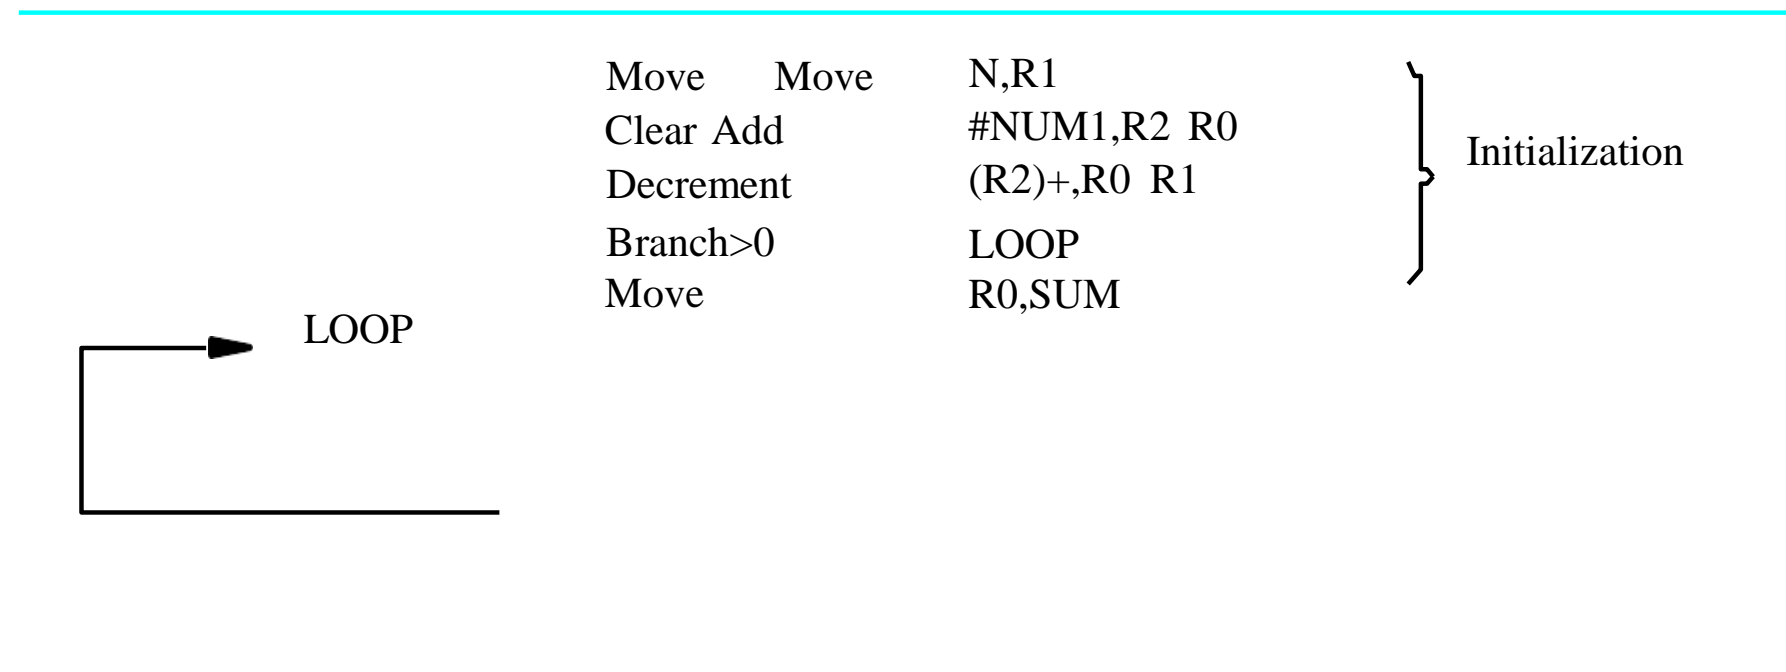 Move Move N,R1
Clear Add #NUM1,R2 R0
Initialization
Decrement (R2)+,R0 R1
Branch>0 LOOP
Move R0,SUM
LOOP